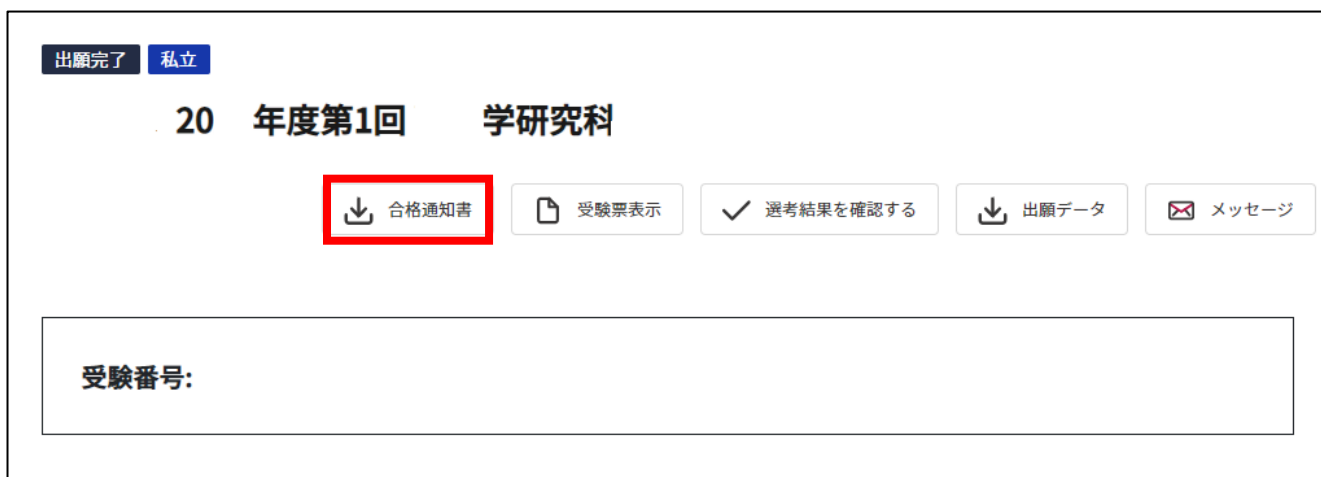 出願完了 私立
20 年度第1回 学研究科
合格通知書 受験票表示 選考結果を確認する 出願データ メッセージ
受験番号: